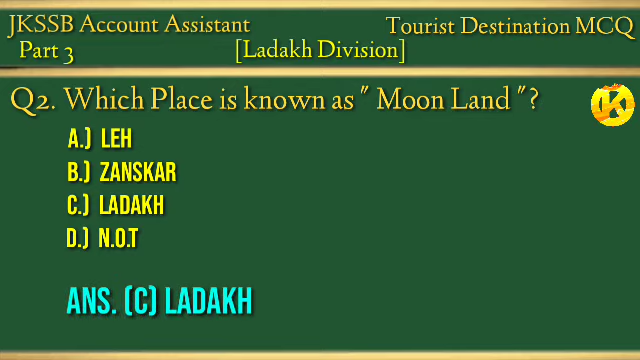 JKSSB Account Assistant
Tourist Destination MCQ
Part 3
[Ladakh Division]
Q2. Which Place is known as " Moon Land "?
A.) LEH
B.) ZANSKAR
C.) LADAKH
D.) N.O.T
ANS. (C) LADAKH